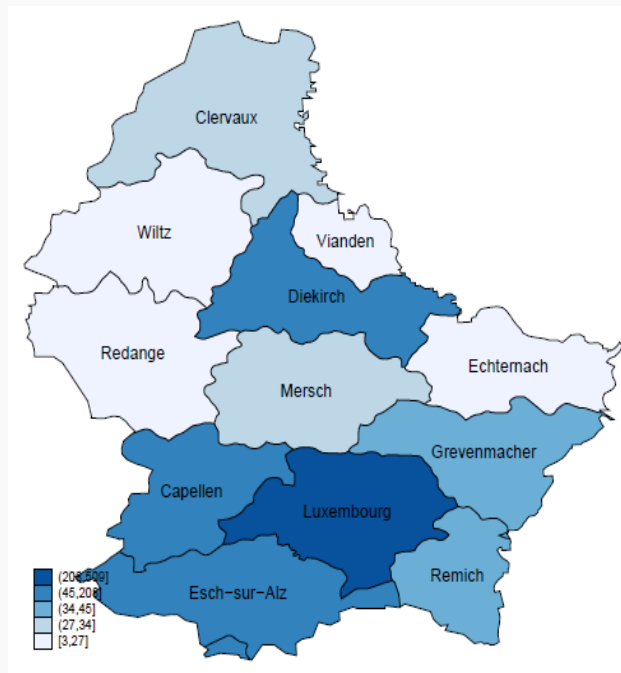 Clervaux
Wiltz
Vianden
Diekirch
Redange
Echternach
Mersch
Grevenmacher
Capellen
Luxembourg
Remich
Esch−sur−Alz
(208,509]
(45,208]
(34,45]
(27,34]
[3,27]